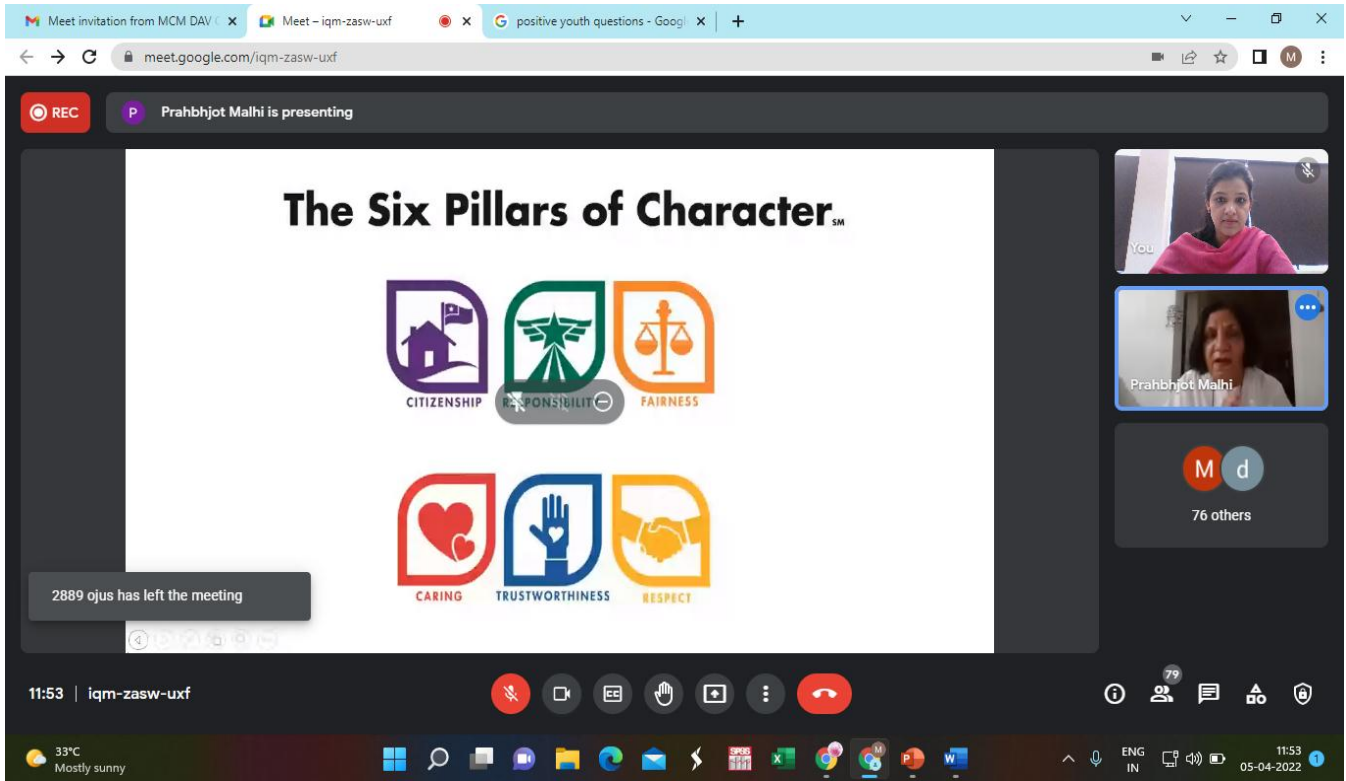 Meet invitation from MCM DAV C
Meet – iqm-zasw-uxf
positive youth questions - Googl
meet.google.com/iqm-zasw-uxf
M
REC
P Prahbhjot Malhi is presenting
The Six Pillars of Character SM
CITIZENSHIP RESPONSIBILITY FAIRNESS
CARING TRUSTWORTHINESS RESPECT
You
Prahbhjot Malhi
M d
76 others
2889 ojus has left the meeting
11:53 | iqm-zasw-uxf
CC
79
33°C
Mostly sunny
ENG
IN
11:53
05-04-2022
1